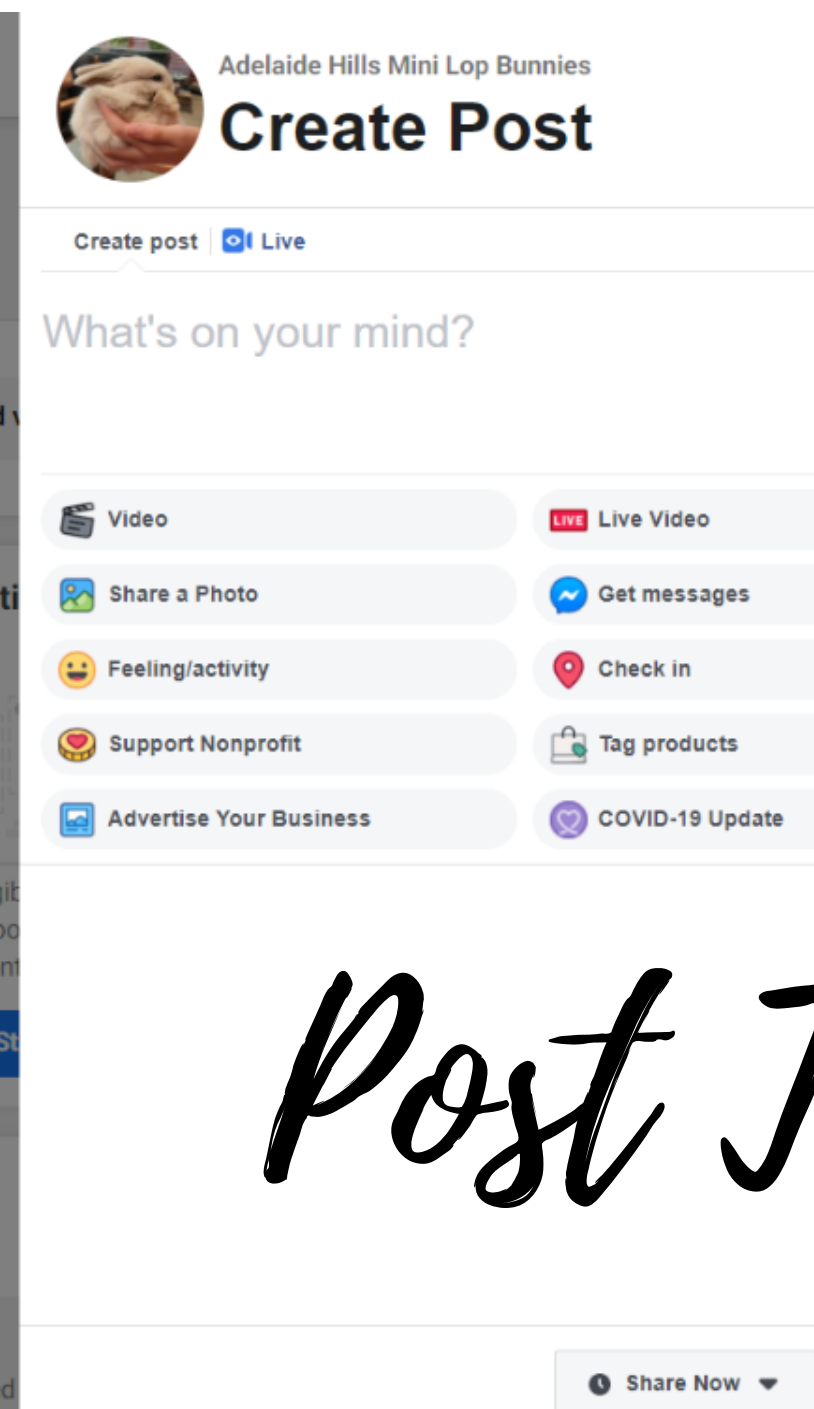 Adelaide Hills Mini Lop Bunnies
Create Post
Create post Live
What's on your mind?
Video
LIVE Live Video
Share a Photo
Get messages
Feeling/activity
Check in
Support Nonprofit
Tag products
Advertise Your Business
COVID-19 Update
Post
Share Now